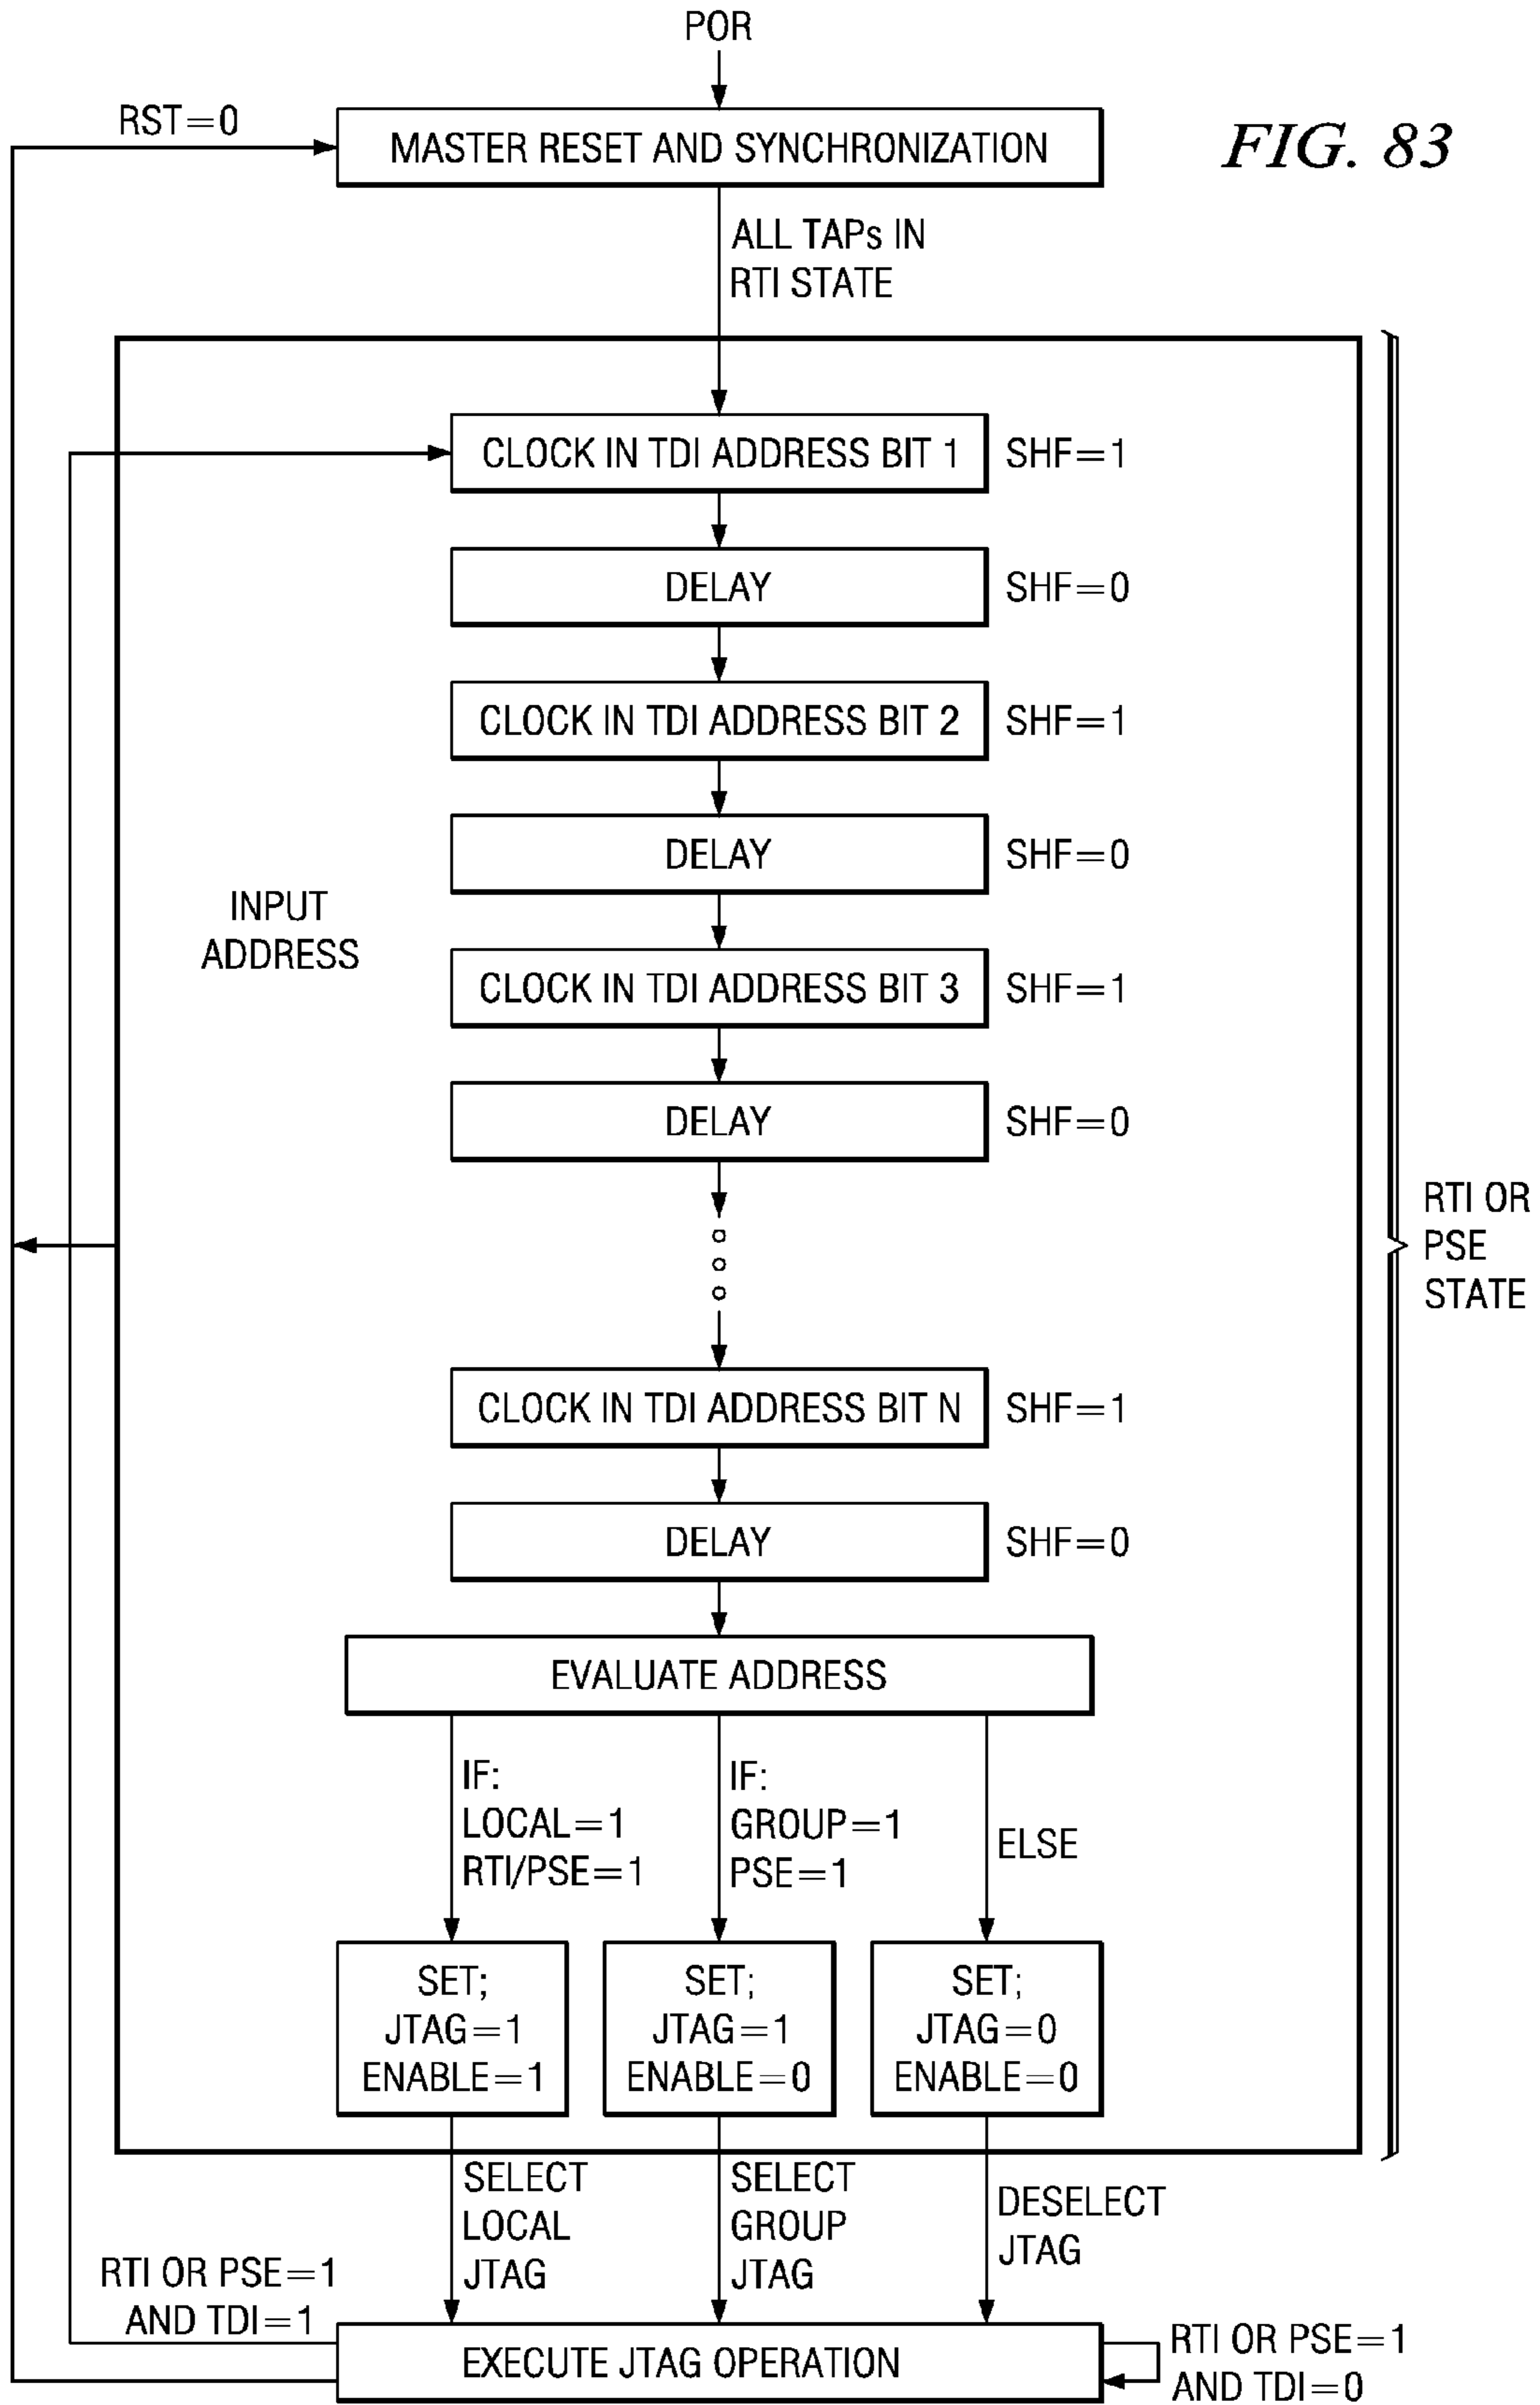 POR
RST=0
MASTER RESET AND SYNCHRONIZATION
FIG. 83
ALL TAPs IN
RTI STATE
CLOCK IN TDI ADDRESS BIT 1
SHF=1
DELAY
SHF=0
CLOCK IN TDI ADDRESS BIT 2
SHF=1
DELAY
SHF=0
INPUT
ADDRESS
CLOCK IN TDI ADDRESS BIT 3
SHF=1
DELAY
SHF=0
RTI OR
PSE
STATE
CLOCK IN TDI ADDRESS BIT N
SHF=1
DELAY
SHF=0
EVALUATE ADDRESS
IF:
LOCAL=1
RTI/PSE=1
IF:
GROUP=1
PSE=1
ELSE
SET;
JTAG=1
ENABLE=1
SET;
JTAG=1
ENABLE=0
SET;
JTAG=0
ENABLE=0
SELECT
LOCAL
JTAG
SELECT
GROUP
JTAG
DESELECT
JTAG
RTI OR PSE=1
AND TDI=1
EXECUTE JTAG OPERATION
RTI OR PSE=1
AND TDI=0